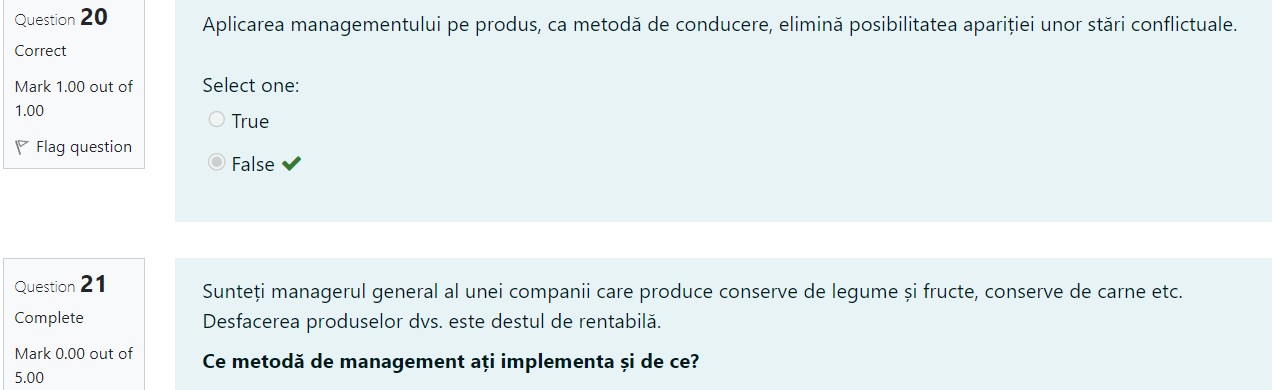 Question 20
Correct
Mark 1.00 out of
1.00
Flag question
Aplicarea managementului pe produs, ca metodă de conducere, elimină posibilitatea apariției unor stări conflictuale.
Select one:
True
False
Question 21
Complete
Mark 0.00 out of
5.00
Sunteți managerul general al unei companii care produce conserve de legume și fructe, conserve de carne etc.
Desfacerea produselor dvs. este destul de rentabilă.
Ce metodă de management ați implementa și de ce?